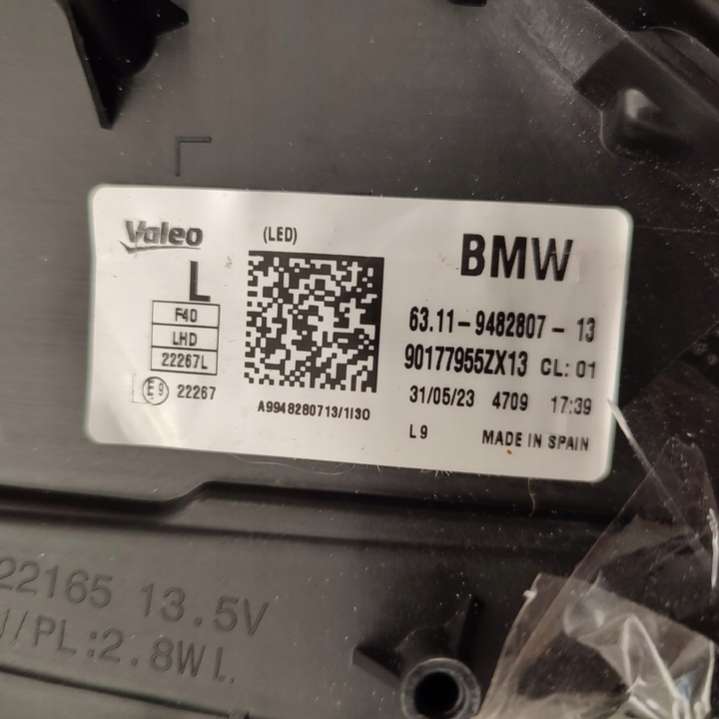 Valeo
(LED)
BMW
L
F40
LHD
22267L
E9 22267
A9948280713/1I30
63.11-9482807-13
90177955ZX13 CL: 01
31/05/23 4709 17:39
L9 MADE IN SPAIN
22165 13.5V
/PL:2.8W